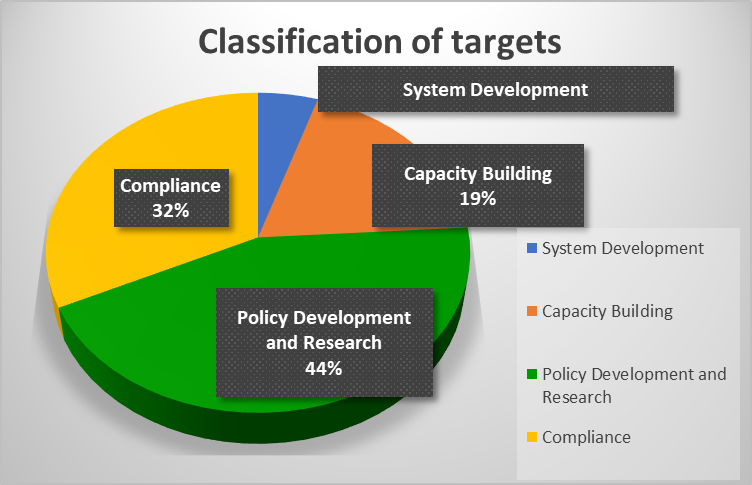 Classification of targets
System Development
Capacity Building
19%
Compliance
32%
Policy Development
and Research
44%
System Development
Capacity Building
Policy Development and
Research
Compliance